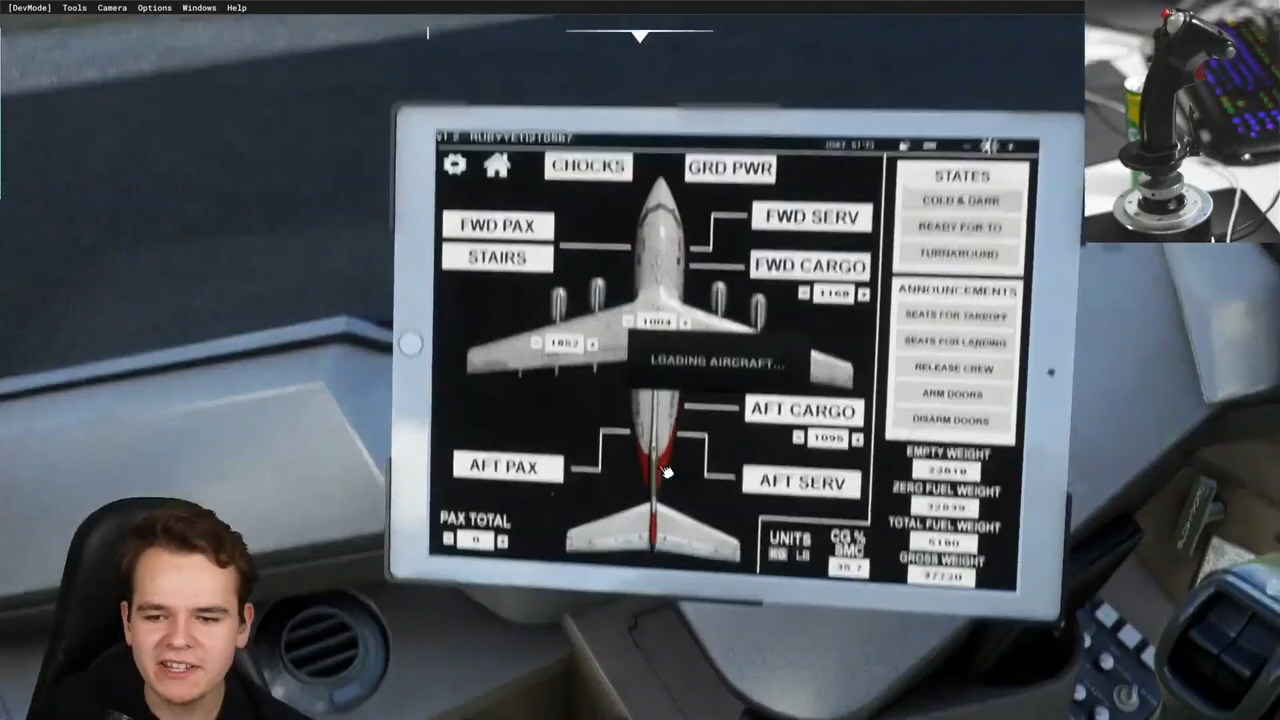 [DevMode] Tools Camera Options Windows Help
CHOCKS GRD PWR
FWD PAX
STAIRS
FWD SERV
FWD CARGO
- 1160 +
- 1004 +
1852 +
LOADING AIRCRAFT...
AFT CARGO
- 1095 +
AFT PAX
AFT SERV
PAX TOTAL
- 0 +
UNITS
KG LB
CG %
SMC
STATES
COLD & DARK
READY FOR TO
TURNAROUND
ANNOUNCEMENTS
SEATS FOR TAKEOFF
SEATS FOR LANDING
RELEASE CREW
ARM DOORS
DISARM DOORS
EMPTY WEIGHT
ZERO FUEL WEIGHT
TOTAL FUEL WEIGHT
GROSS WEIGHT